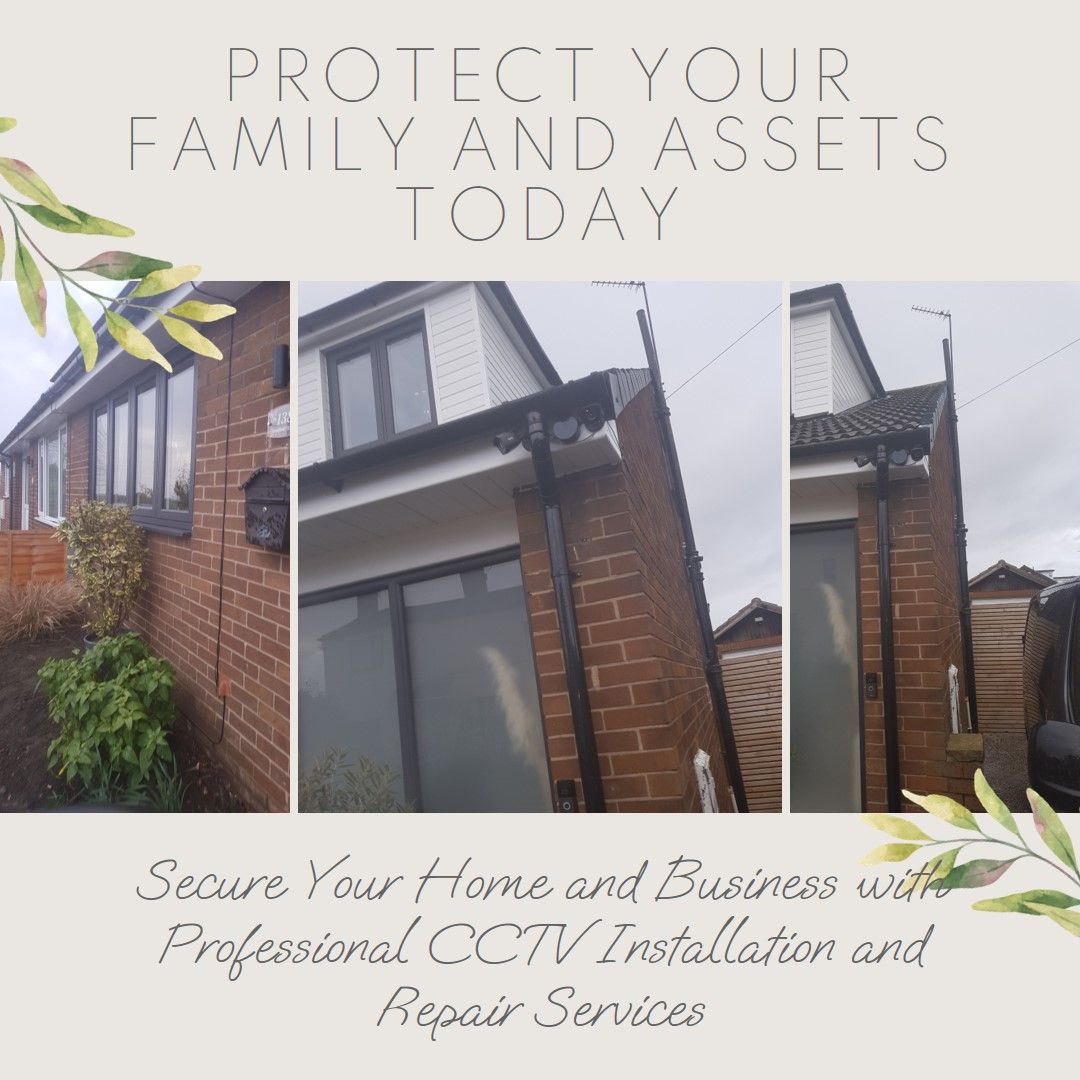 PROTECT YOUR
FAMILY AND ASSETS
TODAY
Secure Your Home and Business with
Professional CCTV Installation and
Repair Services